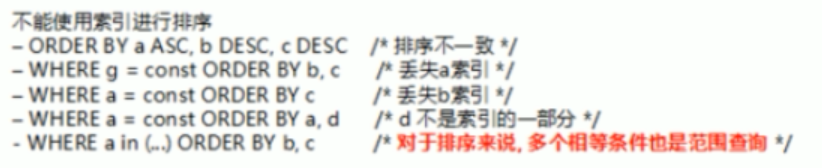 不能使用索引进行排序
– ORDER BY a ASC, b DESC, c DESC /* 排序不一致 */
– WHERE g = const ORDER BY b, c /* 丢失a索引 */
– WHERE a = const ORDER BY c /* 丢失b索引 */
– WHERE a = const ORDER BY a, d /* d 不是索引的一部分 */
- WHERE a in (...) ORDER BY b, c /* 对于排序来说, 多个相等条件也是范围查询 */